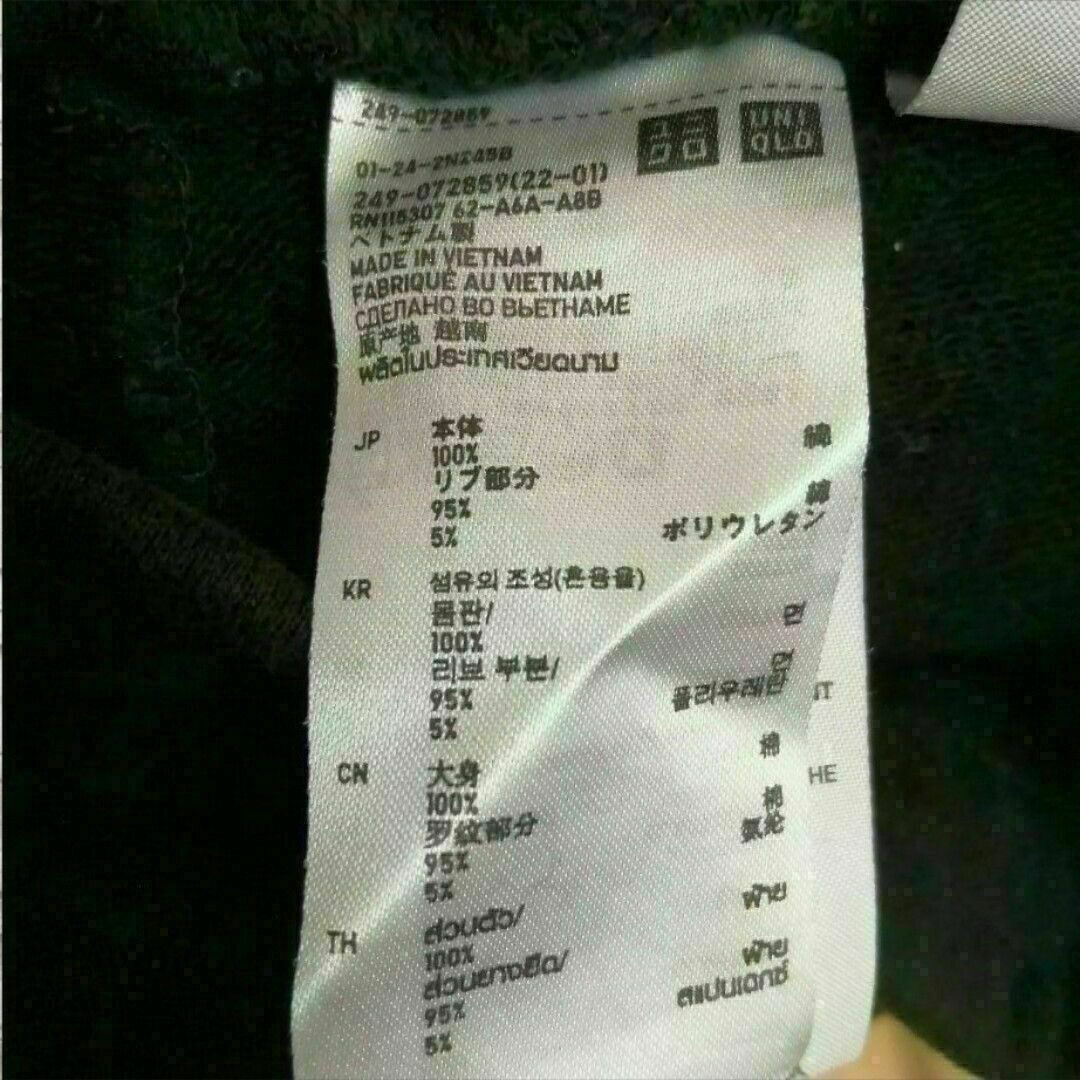 249-072859
ユニ
クロ
UNI
QLO
01-24-2NZ45B
249-072859(22-01)
RN115307 62-A6A-A8B
ベトナム製
MADE IN VIETNAM
FABRIQUÉ AU VIETNAM
СДЕЛАНО ВО ВЬЕТНАМЕ
原产地 越南
ผลิตในประเทศเวียดนาม
JP 本体
100% 綿
リブ部分
95% 綿
5% ポリウレタン
KR 섬유의 조성(혼용율)
몸판/
100% 면
리브 부분/
95% 면
5% 폴리우레탄
CN 大身
100% 棉
罗纹部分
95% 棉
5% 氨纶
TH ส่วนตัว/
100% ฝ้าย
ส่วนยางยืด/
95% ฝ้าย
5% สแปนเดกซ์
IT
HE